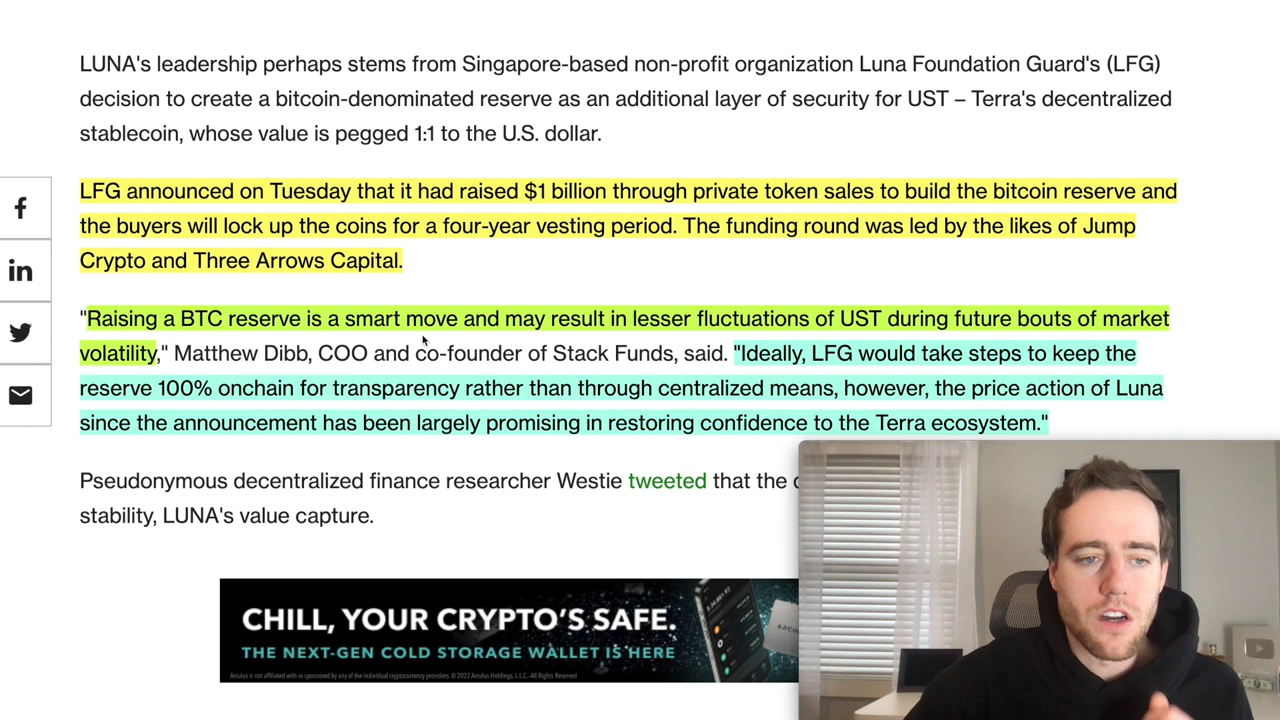 LUNA's leadership perhaps stems from Singapore-based non-profit organization Luna Foundation Guard's (LFG)
decision to create a bitcoin-denominated reserve as an additional layer of security for UST – Terra's decentralized
stablecoin, whose value is pegged 1:1 to the U.S. dollar.
LFG announced on Tuesday that it had raised $1 billion through private token sales to build the bitcoin reserve and
the buyers will lock up the coins for a four-year vesting period. The funding round was led by the likes of Jump
Crypto and Three Arrows Capital.
"Raising a BTC reserve is a smart move and may result in lesser fluctuations of UST during future bouts of market
volatility," Matthew Dibb, COO and co-founder of Stack Funds, said. "Ideally, LFG would take steps to keep the
reserve 100% onchain for transparency rather than through centralized means, however, the price action of Luna
since the announcement has been largely promising in restoring confidence to the Terra ecosystem."
Pseudonymous decentralized finance researcher Westie tweeted that the
stability, LUNA's value capture.
CHILL, YOUR CRYPTO'S SAFE.
THE NEXT-GEN COLD STORAGE WALLET IS HERE
Arculus is not affiliated with or sponsored by any of the individual cryptocurrency providers. © 2022 Arculus Holdings, L.L.C. All Rights Reserved